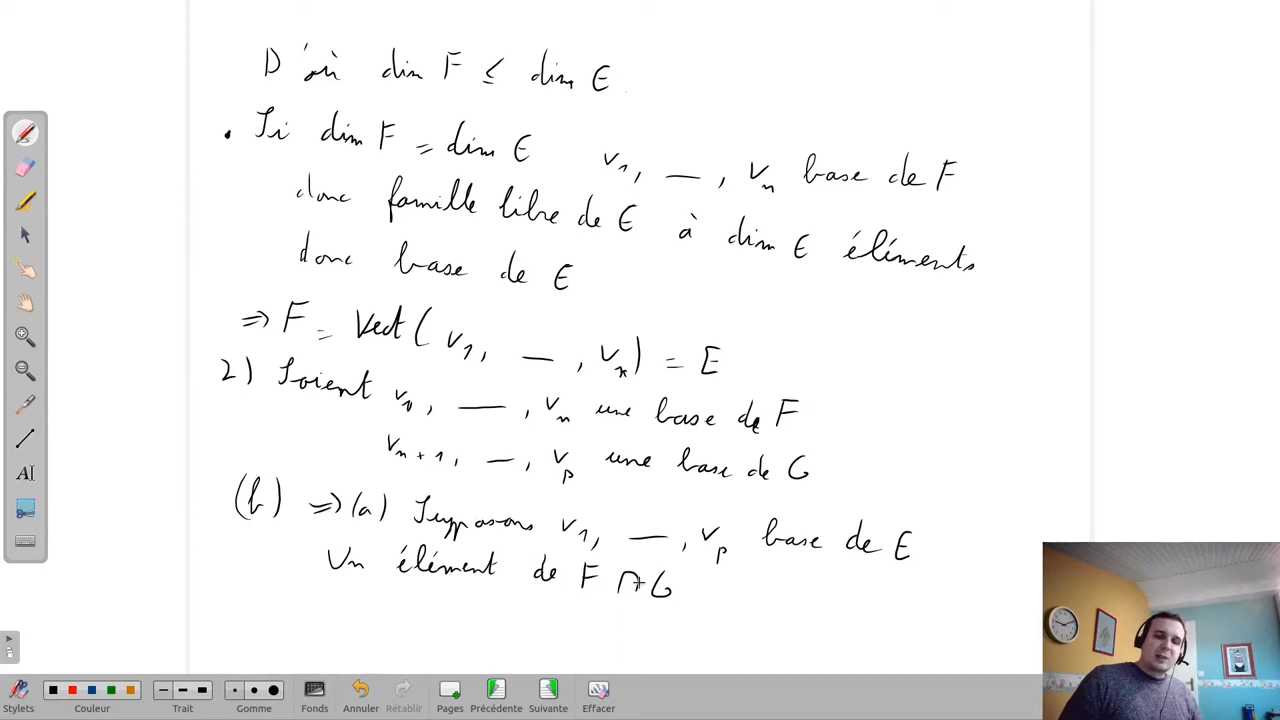 D'où dim F ≤ dim E
. Si dim F = dim E v1, —, vn base de F
donc famille libre de E à dim E éléments
donc base de E
⇒ F = Vect( v1, —, vn) = E
2) Soient v1, —, vn une base de F
vn+1, —, vp une base de G
(b) ⇒ (a) Supposons v1, —, vp base de E
Un élément de F ∩ G
Stylets Couleur Trait Gomme Fonds Annuler Rétablir Pages Précédente Suivante Effacer